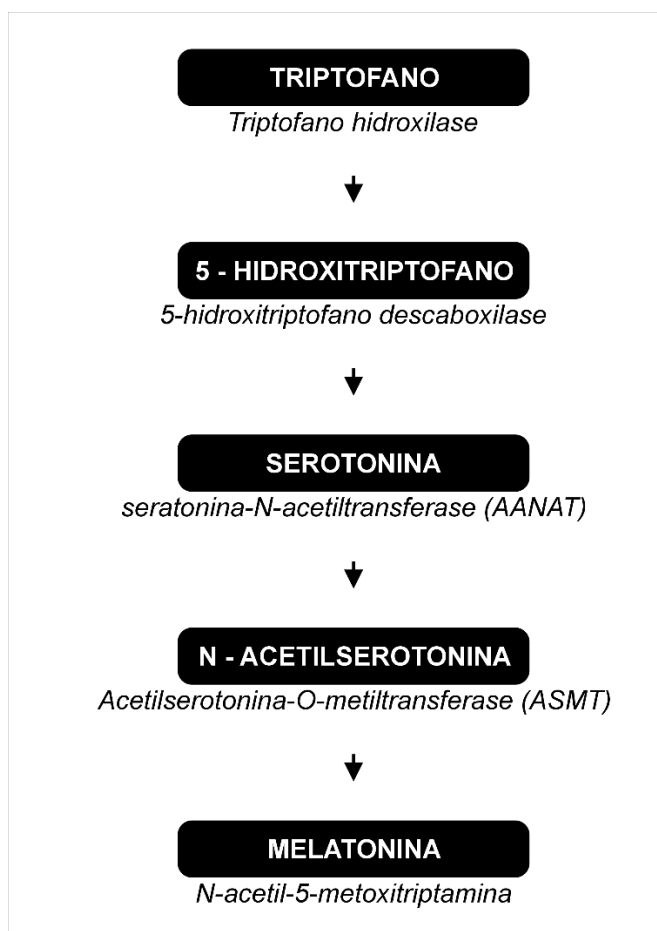 TRIPTOFANO
Triptofano hidroxilase
5 - HIDROXITRIPTOFANO
5-hidroxitriptofano descaboxilase
SEROTONINA
seratonina-N-acetiltransferase (AANAT)
N - ACETILSEROTONINA
Acetilserotonina-O-metiltransferase (ASMT)
MELATONINA
N-acetil-5-metoxitriptamina